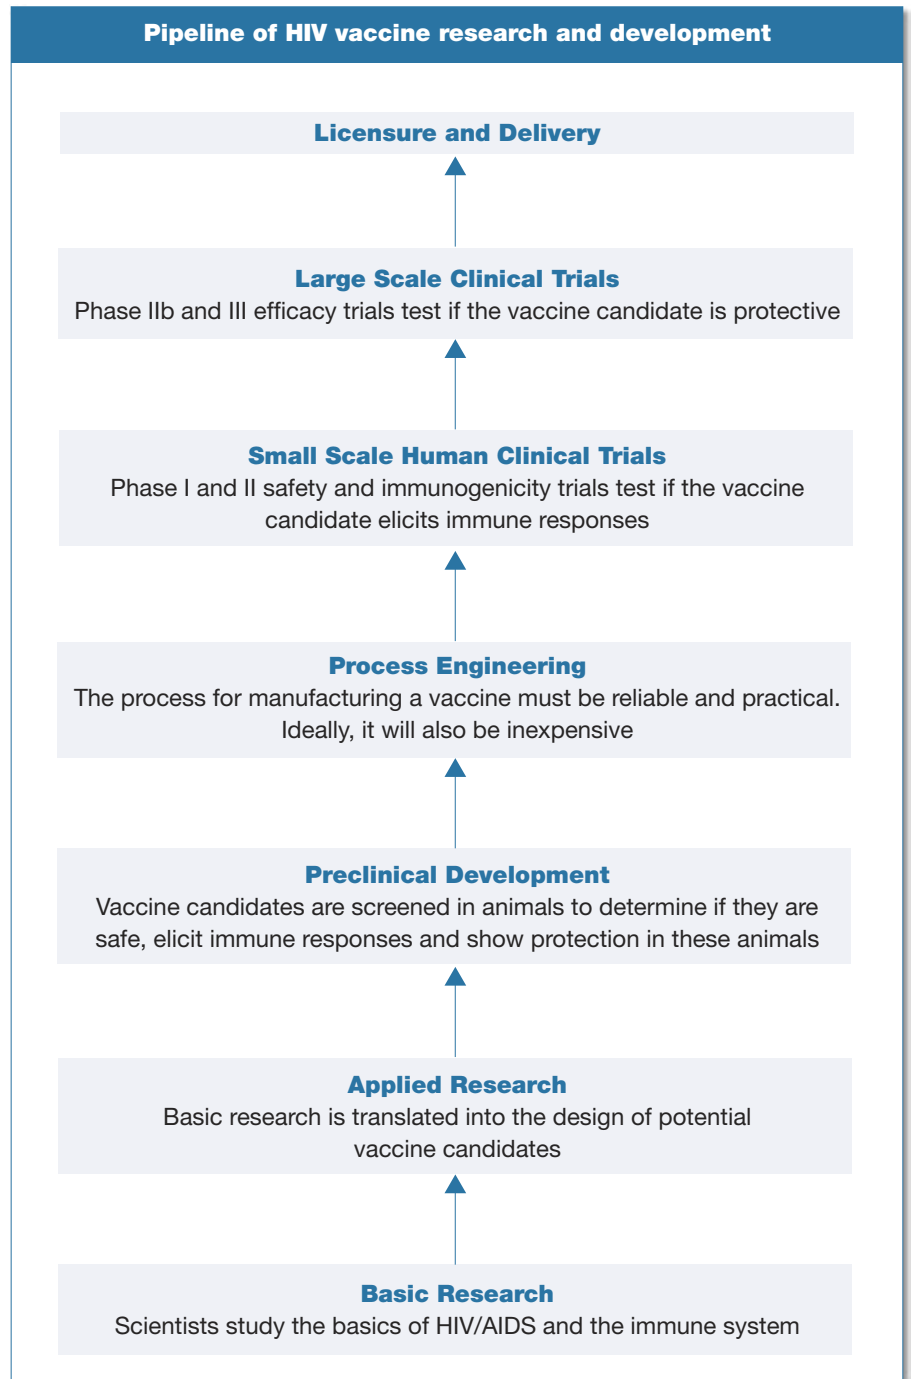 Pipeline of HIV vaccine research and development
Licensure and Delivery
Large Scale Clinical Trials
Phase IIb and III efficacy trials test if the vaccine candidate is protective
Small Scale Human Clinical Trials
Phase I and II safety and immunogenicity trials test if the vaccine
candidate elicits immune responses
Process Engineering
The process for manufacturing a vaccine must be reliable and practical.
Ideally, it will also be inexpensive
Preclinical Development
Vaccine candidates are screened in animals to determine if they are
safe, elicit immune responses and show protection in these animals
Applied Research
Basic research is translated into the design of potential
vaccine candidates
Basic Research
Scientists study the basics of HIV/AIDS and the immune system